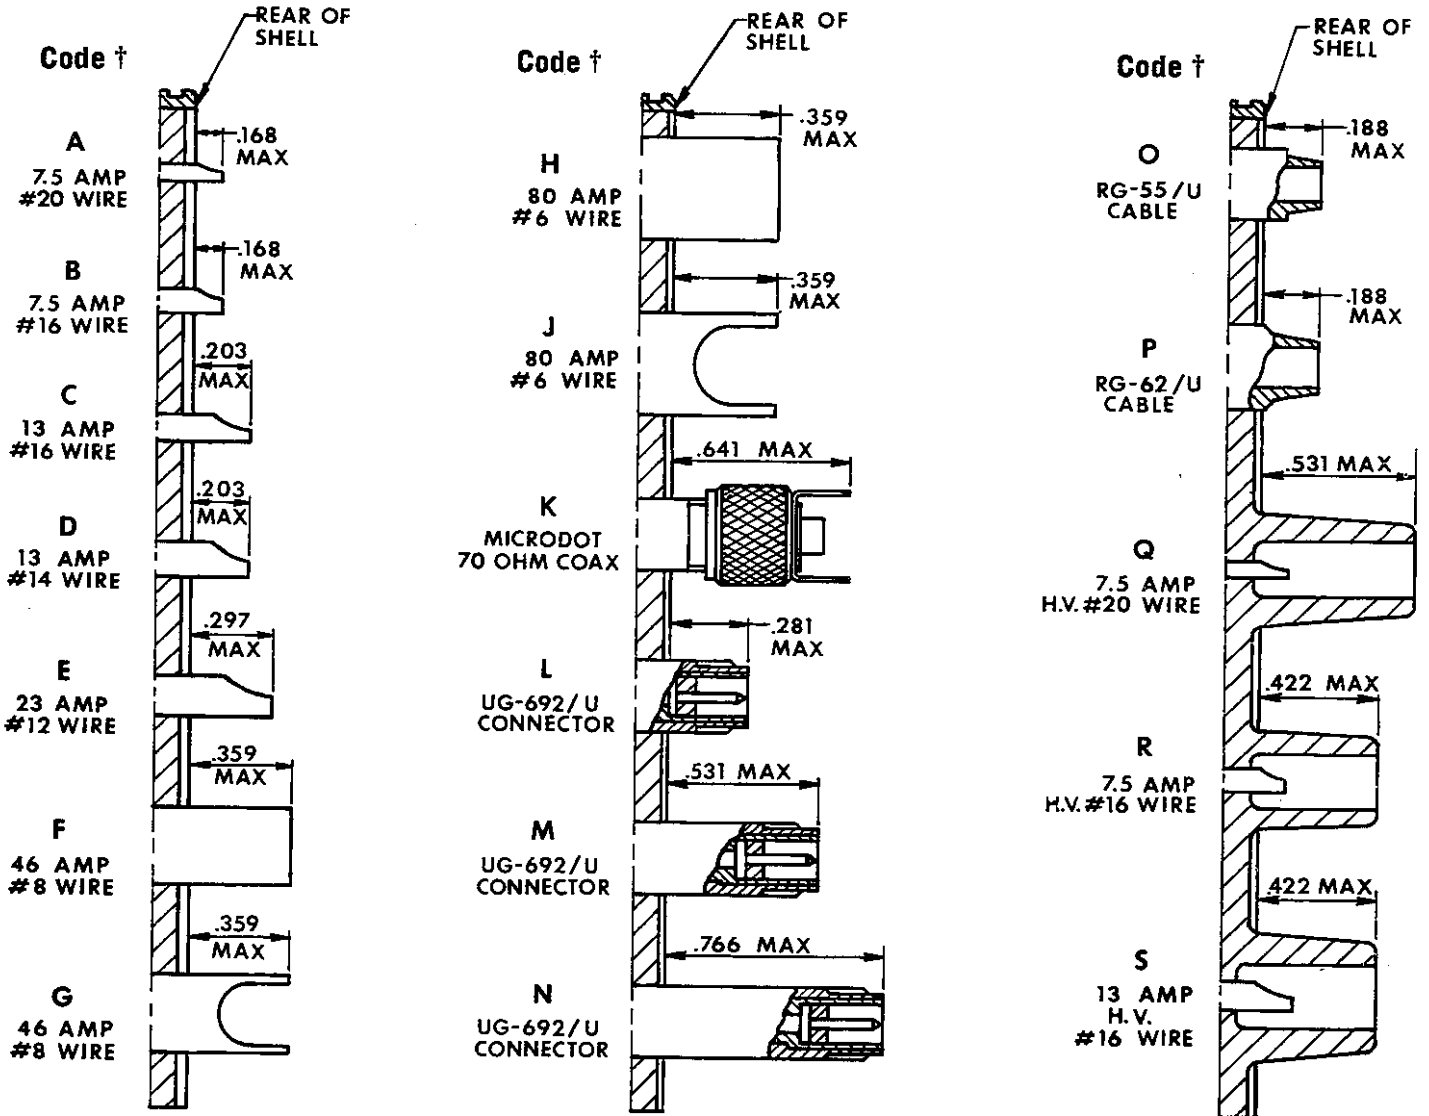 Code †
REAR OF
SHELL
A
7.5 AMP
#20 WIRE
.168
MAX
B
7.5 AMP
#16 WIRE
.168
MAX
C
13 AMP
#16 WIRE
.203
MAX
D
13 AMP
#14 WIRE
.203
MAX
E
23 AMP
#12 WIRE
.297
MAX
F
46 AMP
#8 WIRE
.359
MAX
G
46 AMP
#8 WIRE
.359
MAX
Code †
REAR OF
SHELL
H
80 AMP
#6 WIRE
.359
MAX
J
80 AMP
#6 WIRE
.359
MAX
K
MICRODOT
70 OHM COAX
.641 MAX
L
UG-692/U
CONNECTOR
.281
MAX
M
UG-692/U
CONNECTOR
.531 MAX
N
UG-692/U
CONNECTOR
.766 MAX
Code †
REAR OF
SHELL
O
RG-55/U
CABLE
.188
MAX
P
RG-62/U
CABLE
.188
MAX
Q
7.5 AMP
H.V.#20 WIRE
.531 MAX
R
7.5 AMP
H.V.#16 WIRE
.422 MAX
S
13 AMP
H.V.
#16 WIRE
.422 MAX